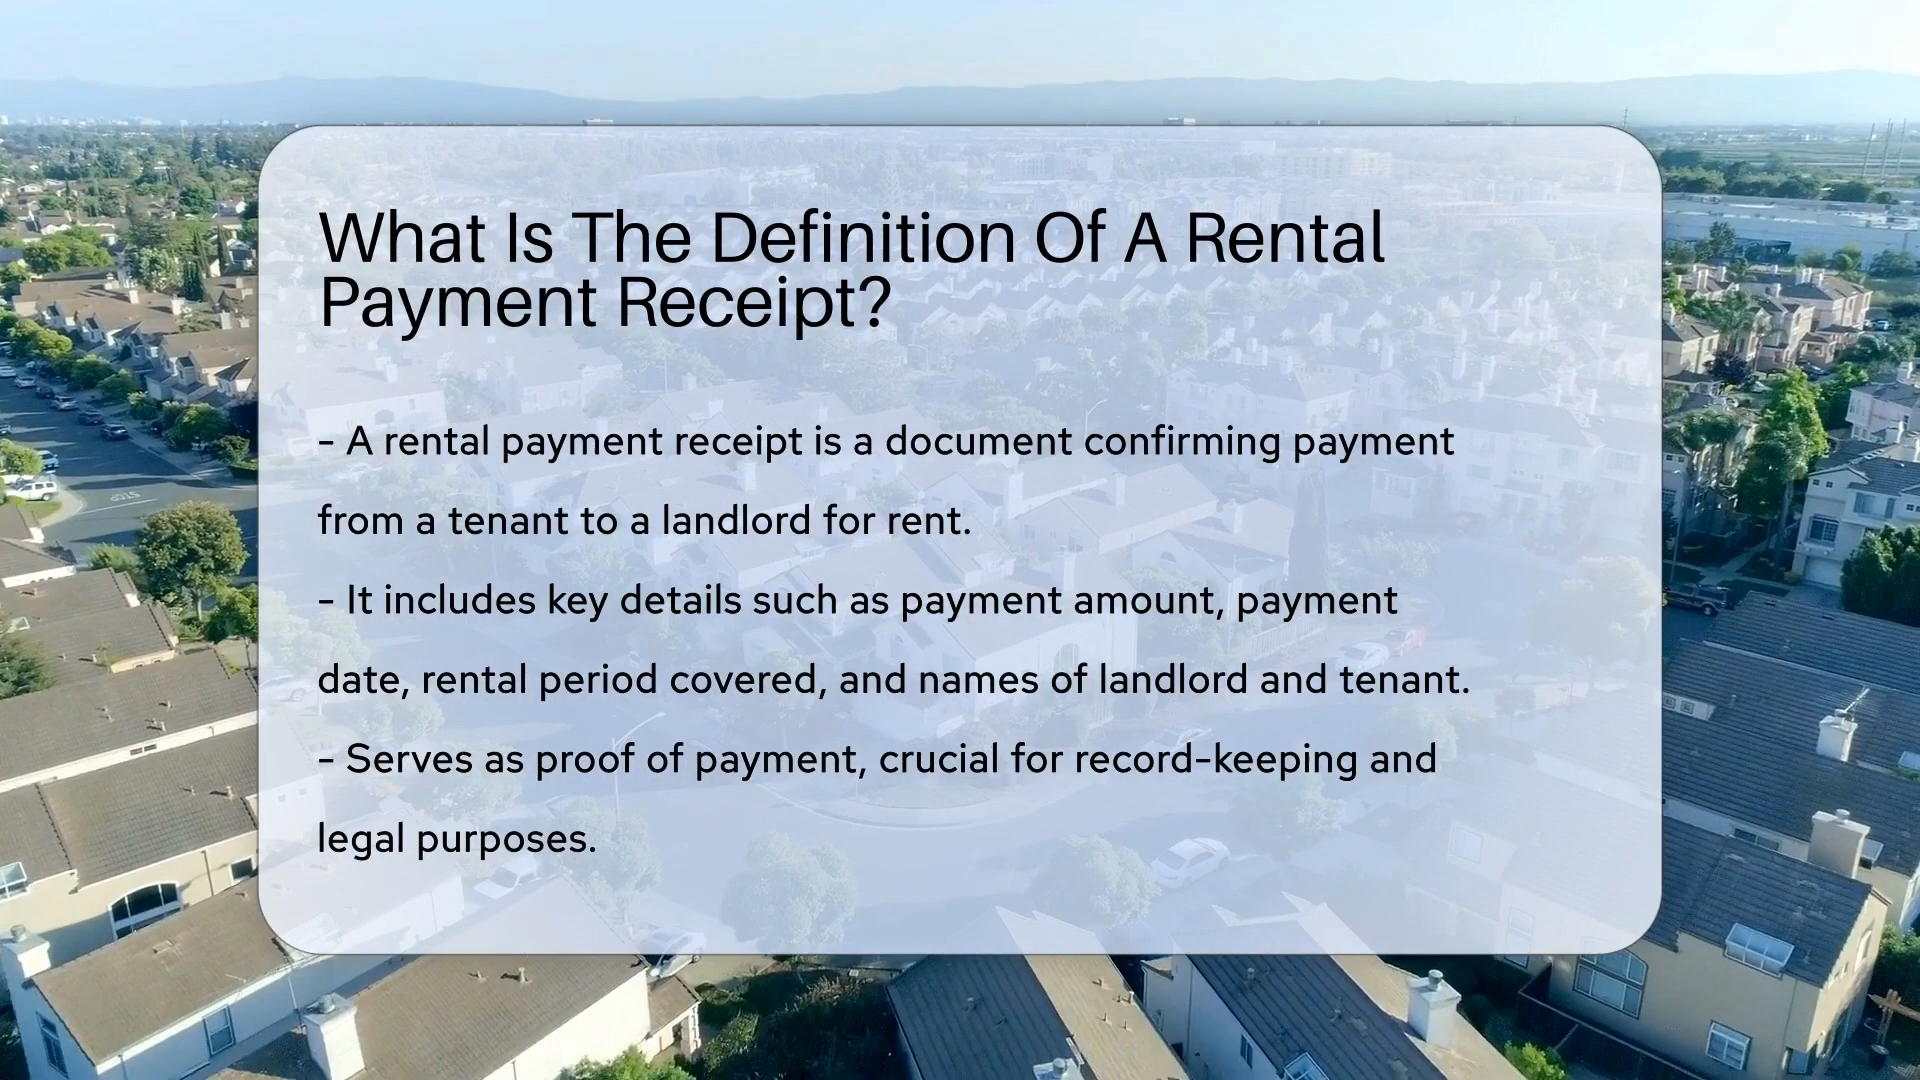 What Is The Definition Of A Rental
Payment Receipt?
- A rental payment receipt is a document confirming payment
from a tenant to a landlord for rent.
- It includes key details such as payment amount, payment
date, rental period covered, and names of landlord and tenant.
- Serves as proof of payment, crucial for record-keeping and
legal purposes.
STOP